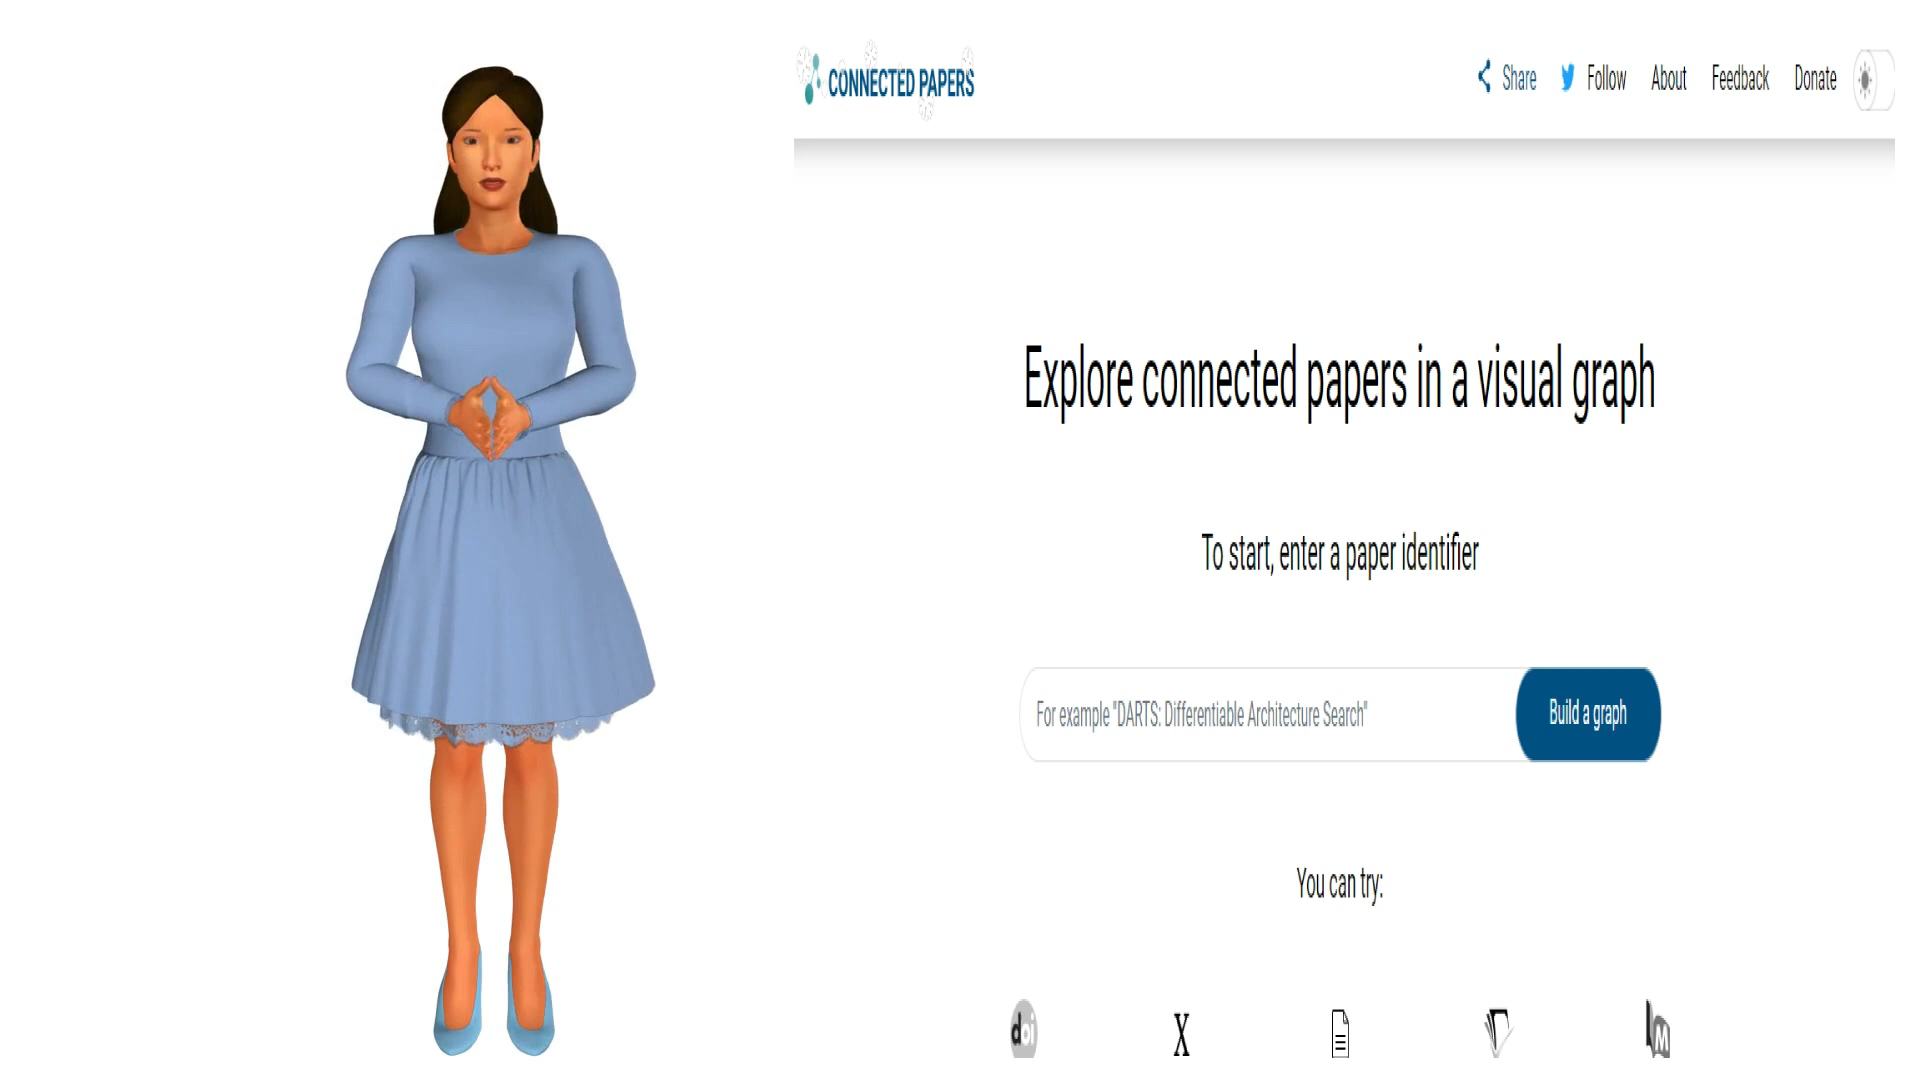 CONNECTED PAPERS
Share Follow About Feedback Donate
Explore connected papers in a visual graph
To start, enter a paper identifier
For example "DARTS: Differentiable Architecture Search"
Build a graph
You can try:
doi X M